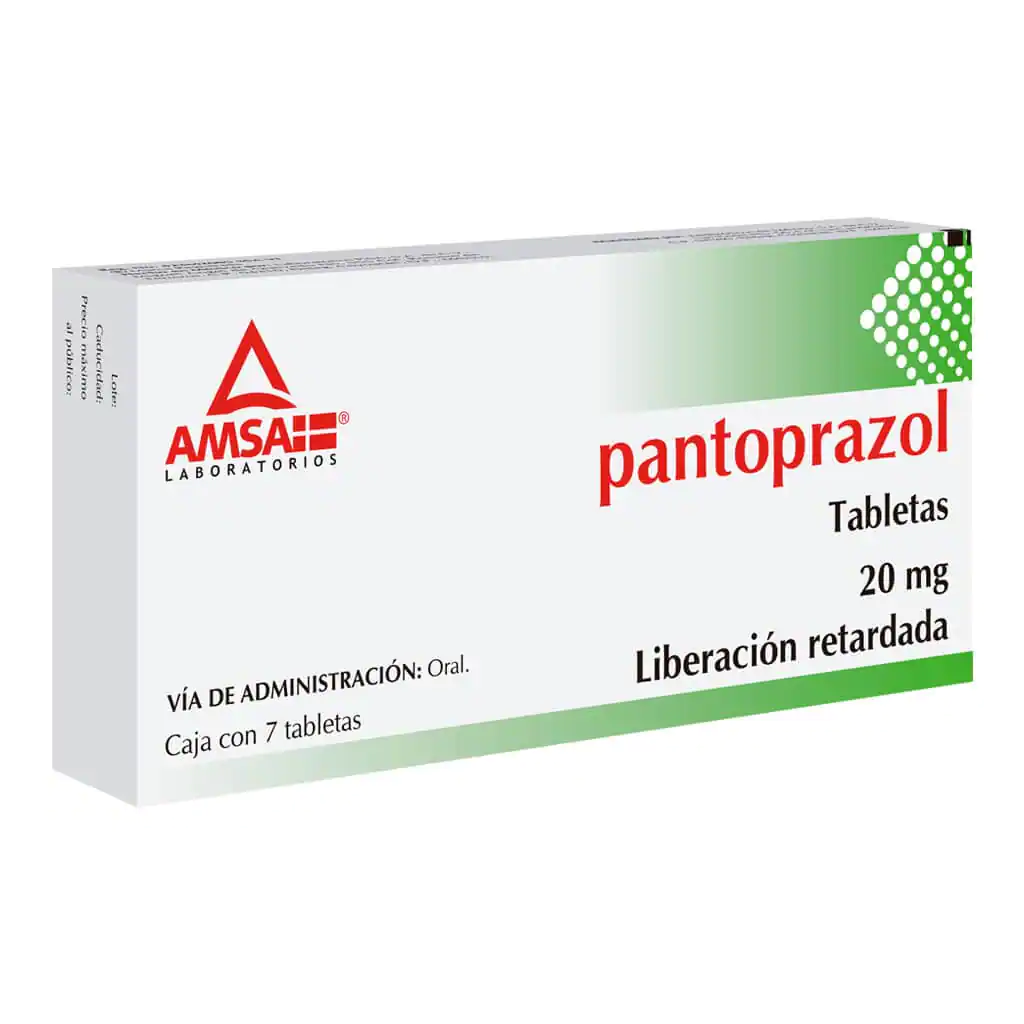 Lote:
Caducidad:
Precio máximo
al público:
AMSA®
LABORATORIOS
pantoprazol
Tabletas
20 mg
Liberación retardada
VÍA DE ADMINISTRACIÓN: Oral.
Caja con 7 tabletas